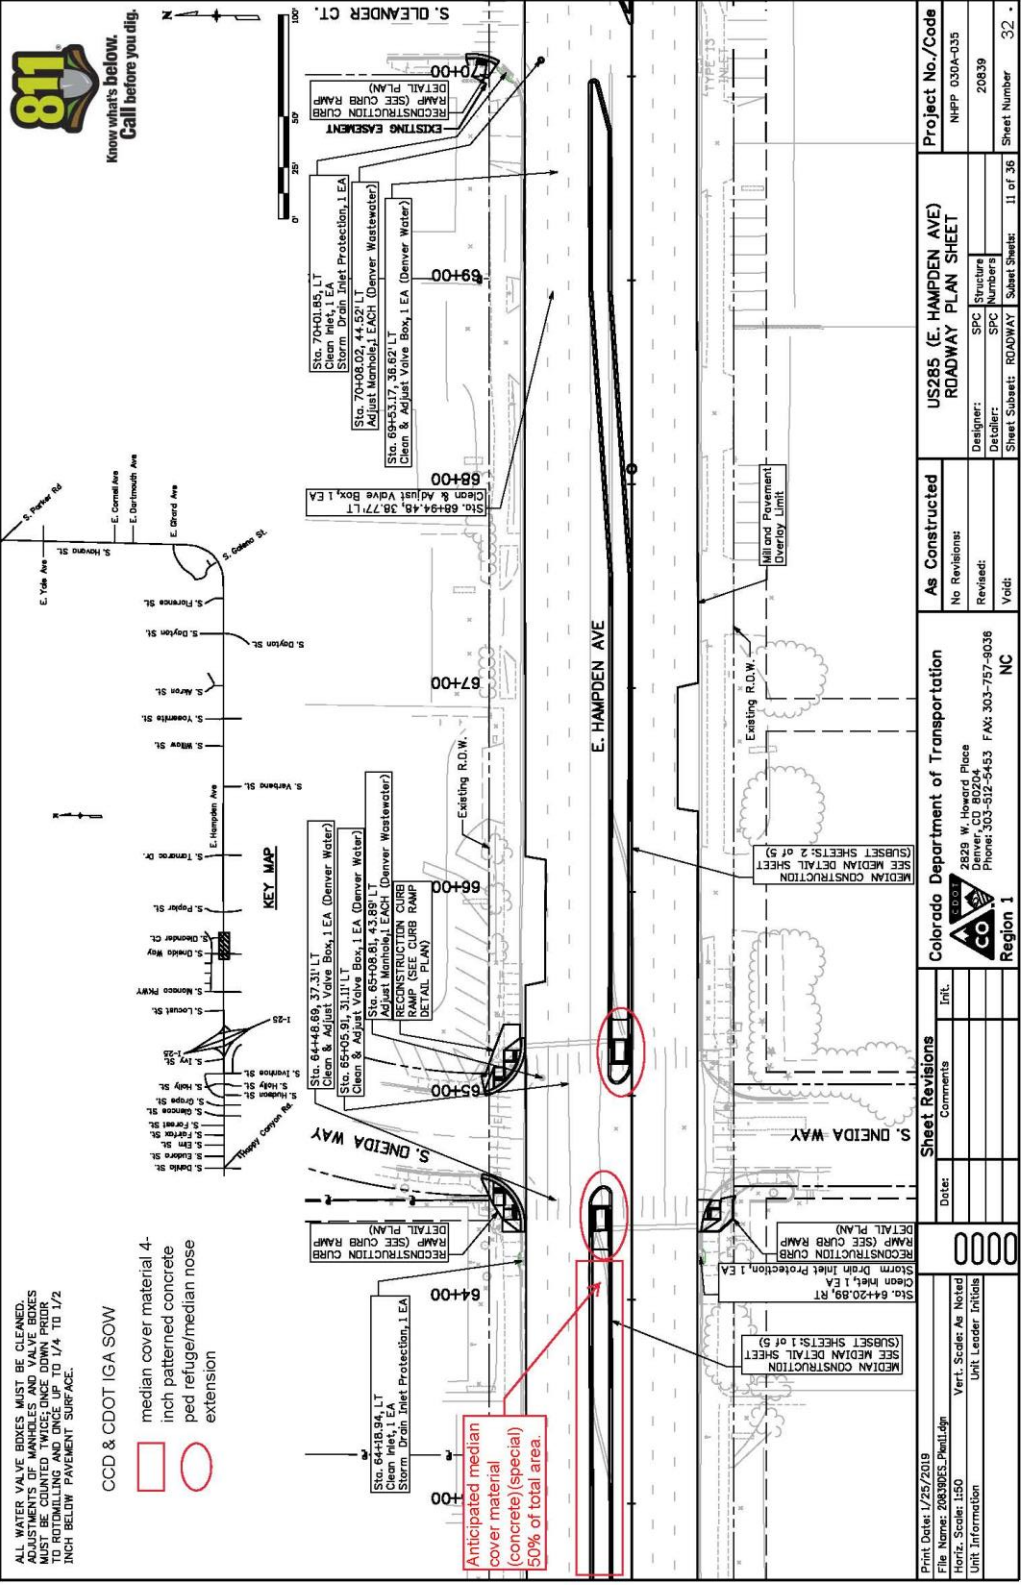 ALL WATER VALVE BOXES MUST BE CLEANED.
ADJUSTMENTS OF MANHOLES AND VALVE BOXES
MUST BE COUNTED TWICE; ONCE DOWN PRIOR
TO ROTOMILLING AND ONCE UP TO 1/4 TO 1/2
INCH BELOW PAVEMENT SURFACE.
CCD & CDOT IGA SOW
median cover material 4-
inch patterned concrete
ped refuge/median nose
extension
S. Dahlia St.
S. Eudora St.
S. Elm St.
S. Fairfax St.
S. Forest St.
S. Glencoe St.
S. Grape St.
S. Hudson St.
S. Holly St.
S. Holly St.
S. Ivanhoe St.
S. Ivy St.
I-25
I-25
Happy Canyon Rd.
S. Locust St.
S. Monaco PKWY
S. Oneida Way
S. Oleander Ct.
S. Poplar St.
S. Tamarac Dr.
S. Verbena St.
E. Hampden Ave
S. Willow St.
S. Yosemite St.
S. Akron St.
S. Dayton St.
S. Dayton St.
S. Florence St.
S. Galena St.
E. Girard Ave
E. Dartmouth Ave
E. Cornell Ave
S. Havana St.
E. Yale Ave
S. Parker Rd
KEY MAP
811
Know what's below.
Call before you dig.
N
0'
25'
50'
100'
Sta. 64+18.94, LT
Clean Inlet, 1 EA
Storm Drain Inlet Protection, 1 EA
RECONSTRUCTION CURB
RAMP (SEE CURB RAMP
DETAIL PLAN)
Sta. 64+48.69, 37.31' LT
Clean & Adjust Valve Box, 1 EA (Denver Water)
Sta. 65+05.91, 31.11' LT
Clean & Adjust Valve Box, 1 EA (Denver Water)
Sta. 65+08.81, 43.89' LT
Adjust Manhole,1 EACH (Denver Wastewater)
RECONSTRUCTION CURB
RAMP (SEE CURB RAMP
DETAIL PLAN)
Existing R.O.W.
Sta. 68+94.48, 38.77' LT
Clean & Adjust Valve Box, 1 EA
Sta. 70+01.85, LT
Clean Inlet, 1 EA
Storm Drain Inlet Protection, 1 EA
Sta. 70+08.02, 44.52' LT
Adjust Manhole,1 EACH (Denver Wastewater)
Sta. 69+53.17, 38.62' LT
Clean & Adjust Valve Box, 1 EA (Denver Water)
EXISTING EASEMENT
RECONSTRUCTION CURB
RAMP (SEE CURB RAMP
DETAIL PLAN)
S. OLEANDER CT.
S. ONEIDA WAY
64+00
65+00
66+00
67+00
68+00
69+00
70+00
Anticipated median
cover material
(concrete)(special)
50% of total area.
E. HAMPDEN AVE
MEDIAN CONSTRUCTION
SEE MEDIAN DETAIL SHEET
(SUBSET SHEETS: 1 of 5)
Sta. 64+20.89, RT
Clean Inlet, 1 EA
Storm Drain Inlet Protection, 1 EA
RECONSTRUCTION CURB
RAMP (SEE CURB RAMP
DETAIL PLAN)
S. ONEIDA WAY
MEDIAN CONSTRUCTION
SEE MEDIAN DETAIL SHEET
(SUBSET SHEETS: 2 of 5)
Existing R.O.W.
Mill and Pavement
Overlay Limit
TYPE 13
INLET
Print Date: 1/25/2019
File Name: 20839DES_Plan11.dgn
Horiz. Scale: 1:50 Vert. Scale: As Noted
Unit Information Unit Leader Initials
0000
Sheet Revisions
Date: Comments Init.
Colorado Department of Transportation
CDOT
CO
2829 W. Howard Place
Denver, CO 80204
Phone: 303-512-5453 FAX: 303-757-9036
Region 1 NC
As Constructed
No Revisions:
Revised:
Void:
US285 (E. HAMPDEN AVE)
ROADWAY PLAN SHEET
Designer: SPC Structure
Detailer: SPC Numbers
Sheet Subset: ROADWAY Subset Sheets: 11 of 36
Project No./Code
NHPP 030A-035
20839
Sheet Number 32